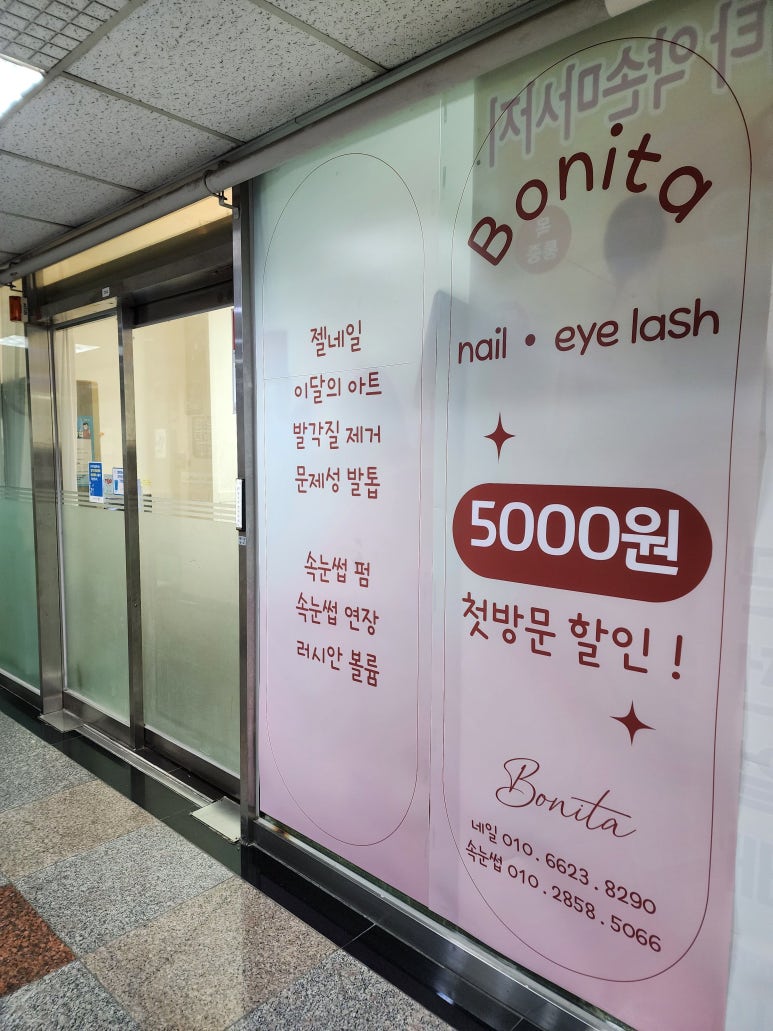 젤네일
이달의 아트
발각질 제거
문제성 발톱
속눈썹 펌
속눈썹 연장
러시안 볼륨
Bonita
nail • eye lash
5000원
첫방문 할인 !
Bonita
네일 010 . 6623 . 8290
속눈썹 010 . 2858 . 5066